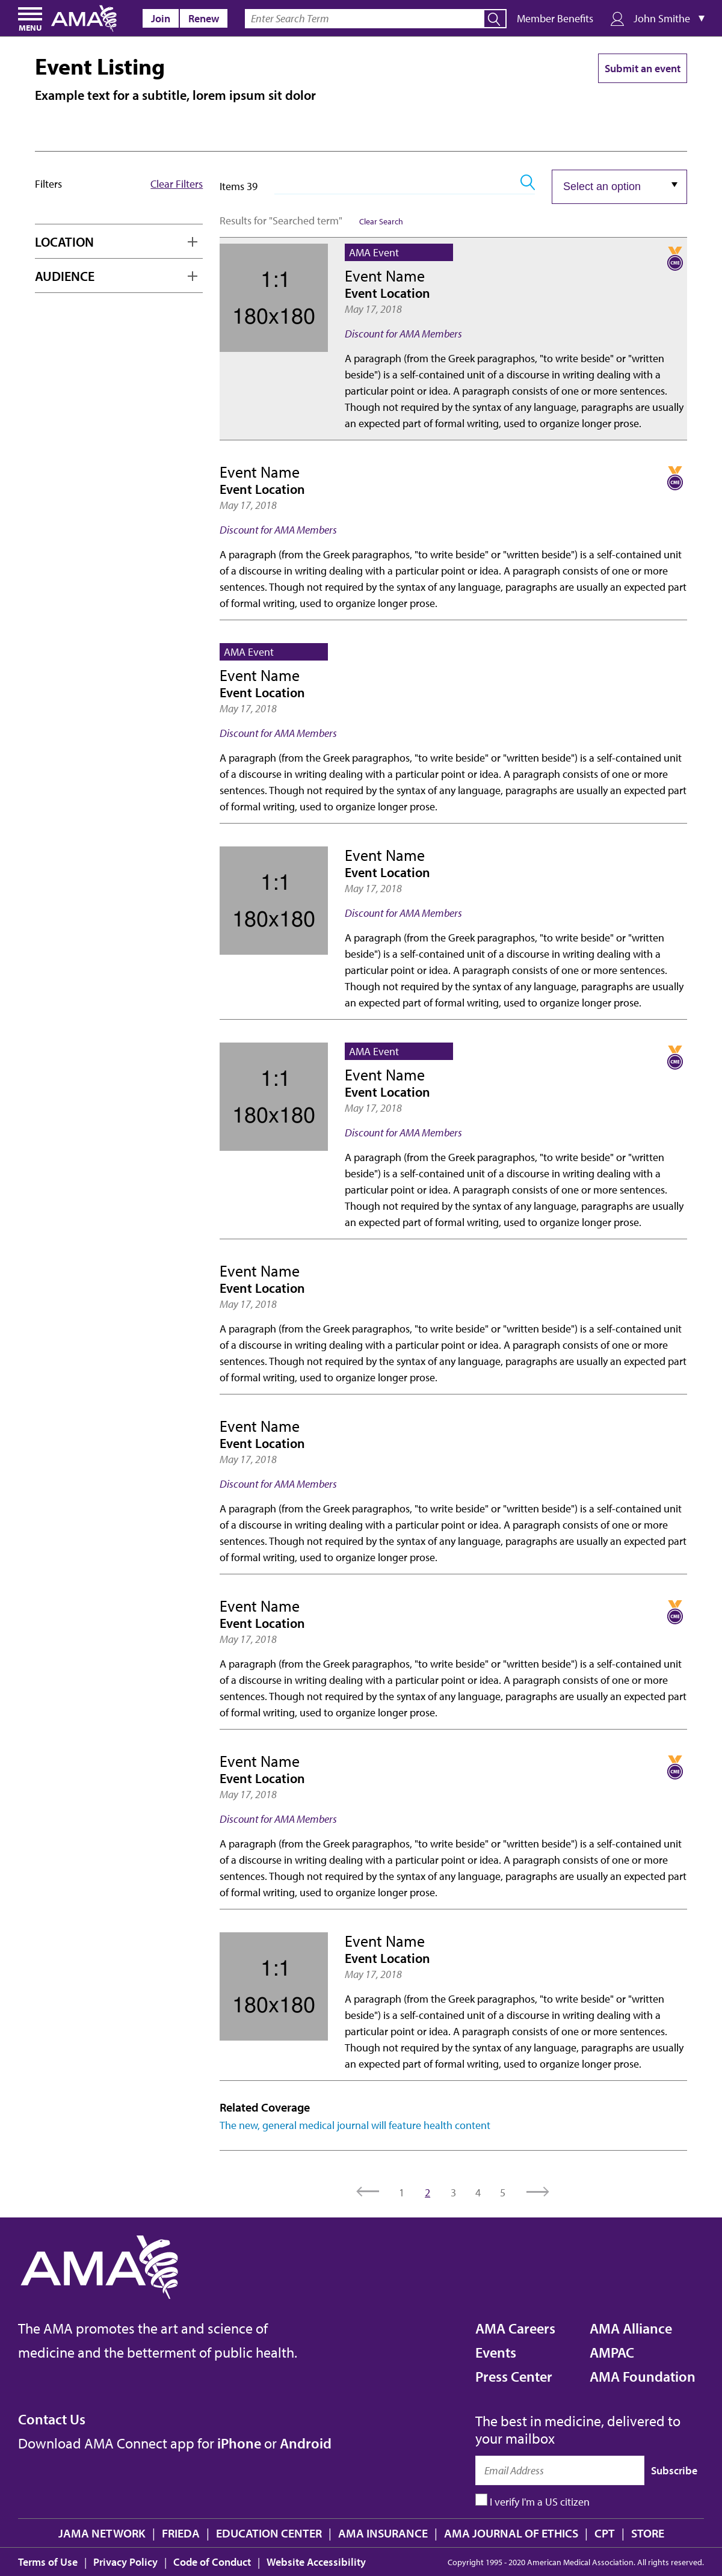 MENU
AMA
Join
Renew
Enter Search Term
Member Benefits
John Smithe
Event Listing
Submit an event
Example text for a subtitle, lorem ipsum sit dolor
Filters
Clear Filters
LOCATION
AUDIENCE
Items 39
Select an option
Results for "Searched term"
Clear Search
1:1
180x180
AMA Event
CME
Event Name
Event Location
May 17, 2018
Discount for AMA Members
A paragraph (from the Greek paragraphos, "to write beside" or "written
beside") is a self-contained unit of a discourse in writing dealing with a
particular point or idea. A paragraph consists of one or more sentences.
Though not required by the syntax of any language, paragraphs are usually
an expected part of formal writing, used to organize longer prose.
Event Name
CME
Event Location
May 17, 2018
Discount for AMA Members
A paragraph (from the Greek paragraphos, "to write beside" or "written beside") is a self-contained unit
of a discourse in writing dealing with a particular point or idea. A paragraph consists of one or more
sentences. Though not required by the syntax of any language, paragraphs are usually an expected part
of formal writing, used to organize longer prose.
AMA Event
Event Name
Event Location
May 17, 2018
Discount for AMA Members
A paragraph (from the Greek paragraphos, "to write beside" or "written beside") is a self-contained unit
of a discourse in writing dealing with a particular point or idea. A paragraph consists of one or more
sentences. Though not required by the syntax of any language, paragraphs are usually an expected part
of formal writing, used to organize longer prose.
1:1
180x180
Event Name
Event Location
May 17, 2018
Discount for AMA Members
A paragraph (from the Greek paragraphos, "to write beside" or "written
beside") is a self-contained unit of a discourse in writing dealing with a
particular point or idea. A paragraph consists of one or more sentences.
Though not required by the syntax of any language, paragraphs are usually
an expected part of formal writing, used to organize longer prose.
1:1
180x180
AMA Event
CME
Event Name
Event Location
May 17, 2018
Discount for AMA Members
A paragraph (from the Greek paragraphos, "to write beside" or "written
beside") is a self-contained unit of a discourse in writing dealing with a
particular point or idea. A paragraph consists of one or more sentences.
Though not required by the syntax of any language, paragraphs are usually
an expected part of formal writing, used to organize longer prose.
Event Name
Event Location
May 17, 2018
A paragraph (from the Greek paragraphos, "to write beside" or "written beside") is a self-contained unit
of a discourse in writing dealing with a particular point or idea. A paragraph consists of one or more
sentences. Though not required by the syntax of any language, paragraphs are usually an expected part
of formal writing, used to organize longer prose.
Event Name
Event Location
May 17, 2018
Discount for AMA Members
A paragraph (from the Greek paragraphos, "to write beside" or "written beside") is a self-contained unit
of a discourse in writing dealing with a particular point or idea. A paragraph consists of one or more
sentences. Though not required by the syntax of any language, paragraphs are usually an expected part
of formal writing, used to organize longer prose.
Event Name
CME
Event Location
May 17, 2018
A paragraph (from the Greek paragraphos, "to write beside" or "written beside") is a self-contained unit
of a discourse in writing dealing with a particular point or idea. A paragraph consists of one or more
sentences. Though not required by the syntax of any language, paragraphs are usually an expected part
of formal writing, used to organize longer prose.
Event Name
CME
Event Location
May 17, 2018
Discount for AMA Members
A paragraph (from the Greek paragraphos, "to write beside" or "written beside") is a self-contained unit
of a discourse in writing dealing with a particular point or idea. A paragraph consists of one or more
sentences. Though not required by the syntax of any language, paragraphs are usually an expected part
of formal writing, used to organize longer prose.
1:1
180x180
Event Name
Event Location
May 17, 2018
A paragraph (from the Greek paragraphos, "to write beside" or "written
beside") is a self-contained unit of a discourse in writing dealing with a
particular point or idea. A paragraph consists of one or more sentences.
Though not required by the syntax of any language, paragraphs are usually
an expected part of formal writing, used to organize longer prose.
Related Coverage
The new, general medical journal will feature health content
1 2 3 4 5
AMA
The AMA promotes the art and science of
medicine and the betterment of public health.
AMA Careers
Events
Press Center
AMA Alliance
AMPAC
AMA Foundation
Contact Us
Download AMA Connect app for iPhone or Android
The best in medicine, delivered to
your mailbox
Email Address
Subscribe
I verify I'm a US citizen
JAMA NETWORK | FRIEDA | EDUCATION CENTER | AMA INSURANCE | AMA JOURNAL OF ETHICS | CPT | STORE
Terms of Use | Privacy Policy | Code of Conduct | Website Accessibility
Copyright 1995 - 2020 American Medical Association. All rights reserved.